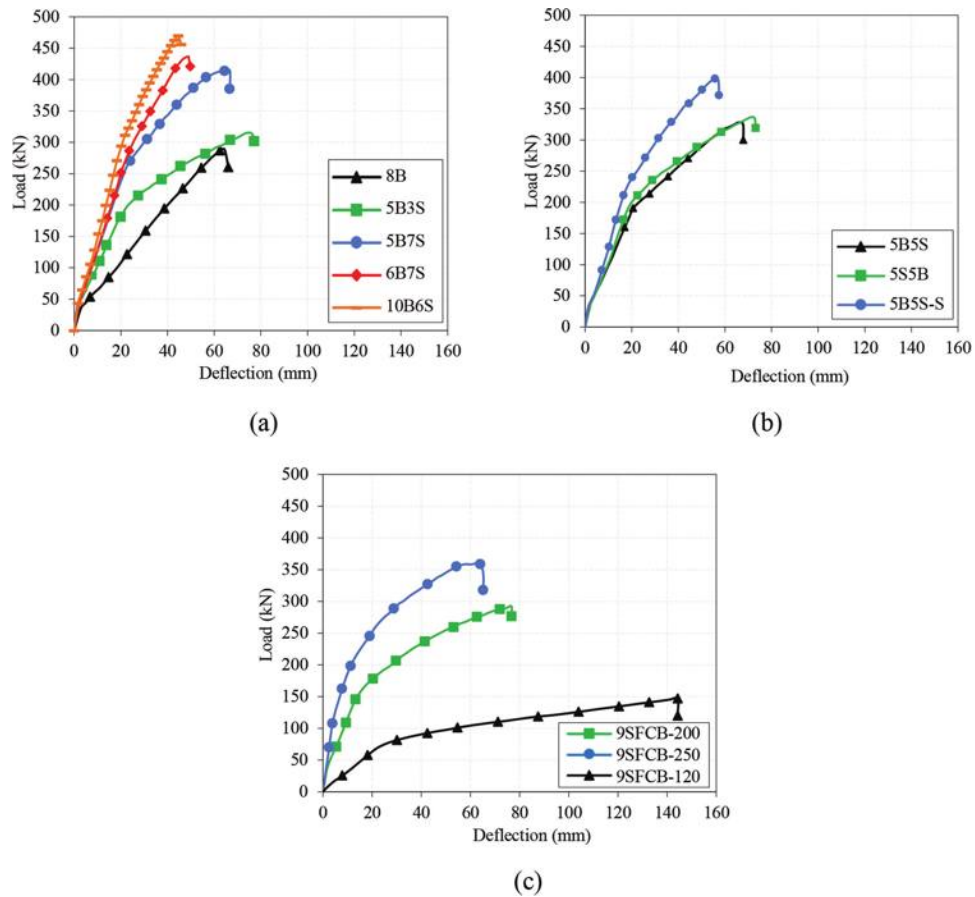 500
450
400
350
300
250
200
150
100
50
0
Load (kN)
8B
5B3S
5B7S
6B7S
10B6S
0 20 40 60 80 100 120 140 160
Deflection (mm)
(a)
500
450
400
350
300
250
200
150
100
50
0
Load (kN)
5B5S
5S5B
5B5S-S
0 20 40 60 80 100 120 140 160
Deflection (mm)
(b)
500
450
400
350
300
250
200
150
100
50
0
Load (kN)
9SFCB-200
9SFCB-250
9SFCB-120
0 20 40 60 80 100 120 140 160
Deflection (mm)
(c)